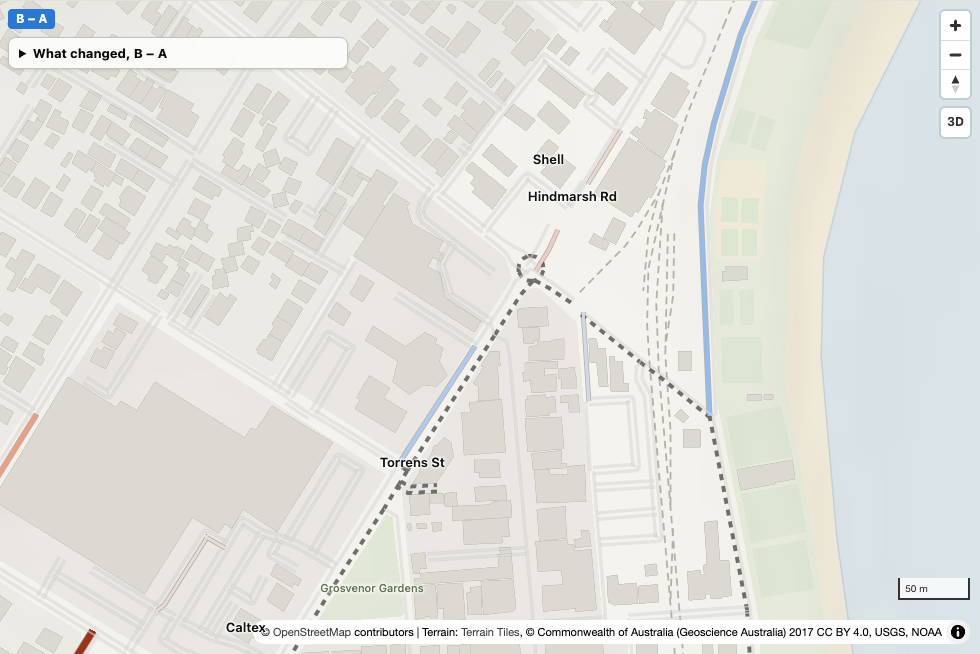 B – A
▶ What changed, B – A
+
−
3D
Shell
Hindmarsh Rd
Torrens St
Grosvenor Gardens
Caltex
50 m
© OpenStreetMap contributors | Terrain: Terrain Tiles, © Commonwealth of Australia (Geoscience Australia) 2017 CC BY 4.0, USGS, NOAA